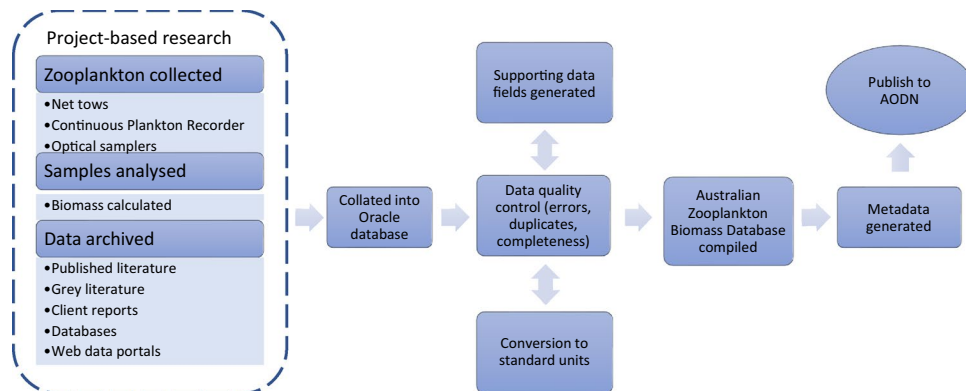 Project-based research
Zooplankton collected
•Net tows
•Continuous Plankton Recorder
•Optical samplers
Samples analysed
•Biomass calculated
Data archived
•Published literature
•Grey literature
•Client reports
•Databases
•Web data portals
Collated into
Oracle
database
Supporting data
fields generated
Data quality
control (errors,
duplicates,
completeness)
Conversion to
standard units
Australian
Zooplankton
Biomass Database
compiled
Metadata
generated
Publish to
AODN